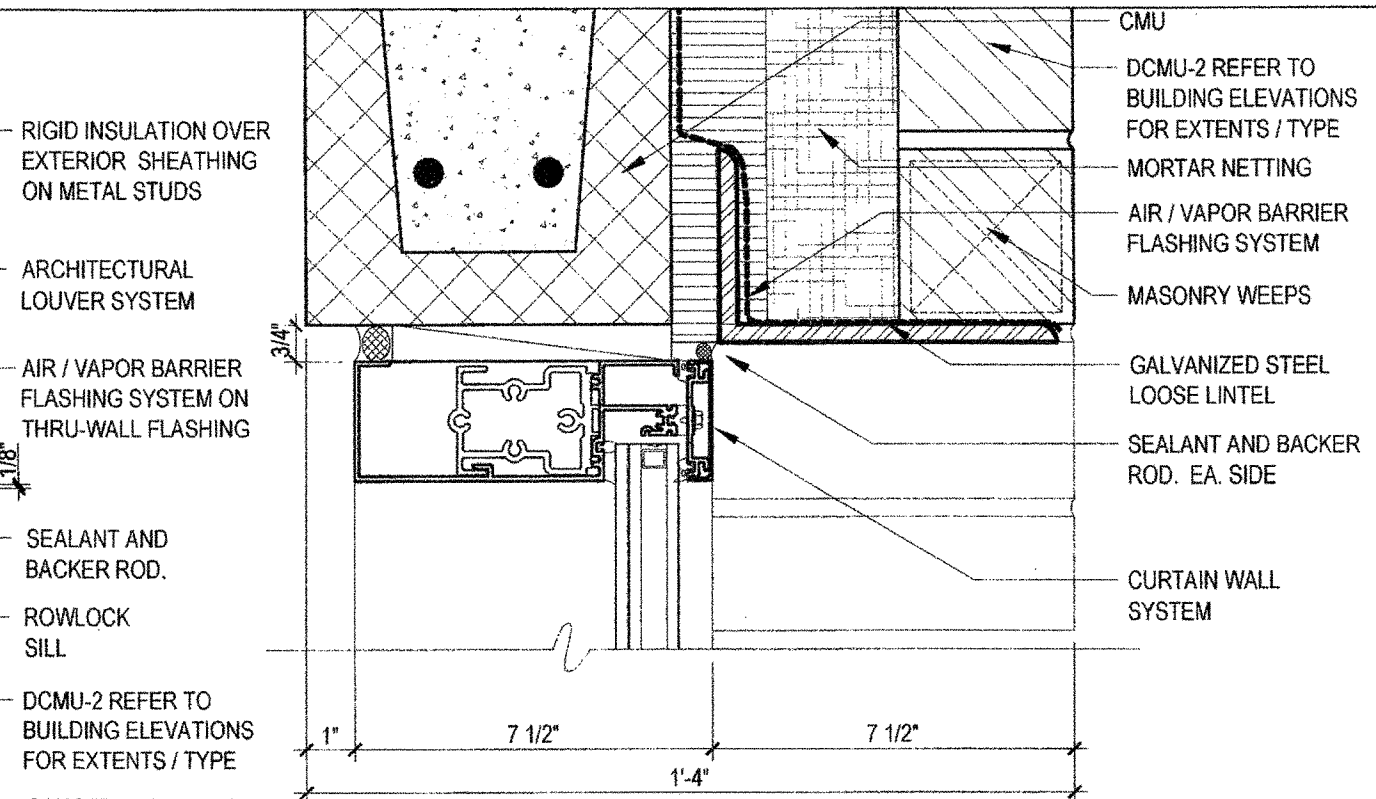 RIGID INSULATION OVER
EXTERIOR SHEATHING
ON METAL STUDS
ARCHITECTURAL
LOUVER SYSTEM
AIR / VAPOR BARRIER
FLASHING SYSTEM ON
THRU-WALL FLASHING
1/8"
SEALANT AND
BACKER ROD.
ROWLOCK
SILL
DCMU-2 REFER TO
BUILDING ELEVATIONS
FOR EXTENTS / TYPE
3/4"
CMU
DCMU-2 REFER TO
BUILDING ELEVATIONS
FOR EXTENTS / TYPE
MORTAR NETTING
AIR / VAPOR BARRIER
FLASHING SYSTEM
MASONRY WEEPS
GALVANIZED STEEL
LOOSE LINTEL
SEALANT AND BACKER
ROD. EA. SIDE
CURTAIN WALL
SYSTEM
1"
7 1/2"
7 1/2"
1'-4"